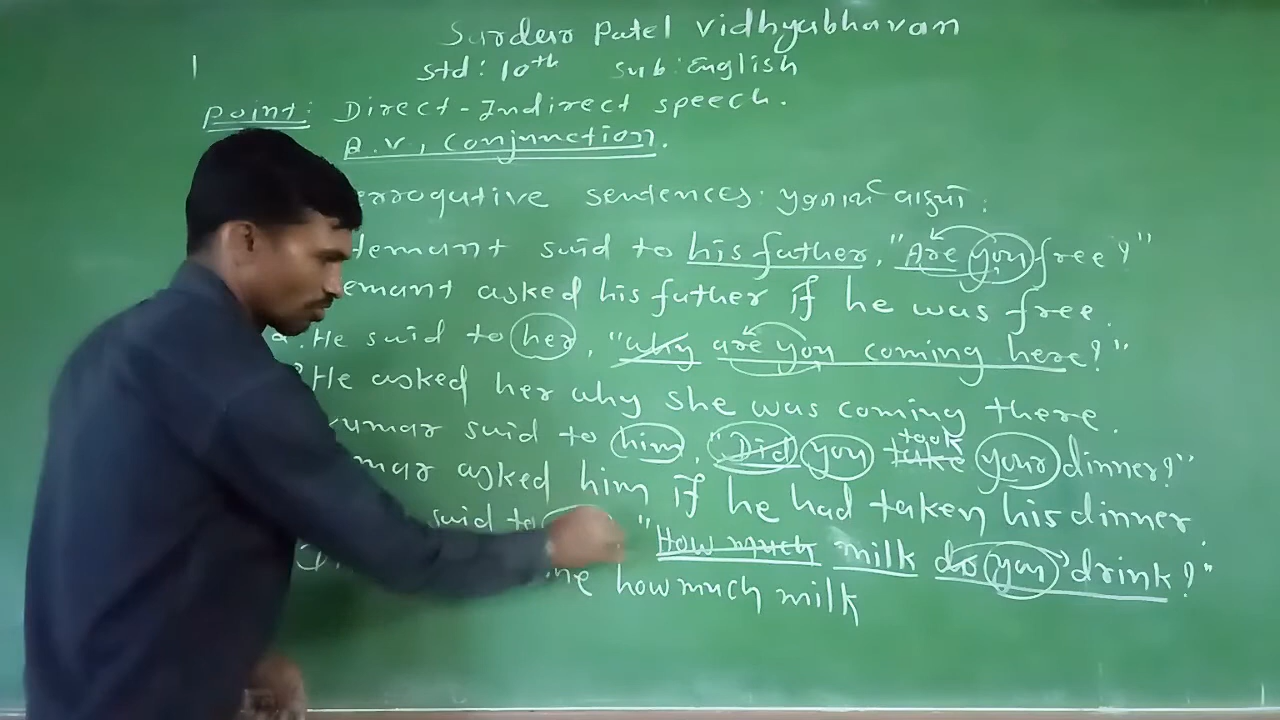 Surdear Patel Vidhyabhavan
Std: 10th Sub: English
Point: Direct-Indirect speech.
R.V, Conjunction.
errogative sentences: પ્રશ્નાર્થ વાક્યો.
Hemant said to his father, "Are you free?"
emant asked his father if he was free.
2. He said to her, "why are you coming here?"
He asked her why she was coming there.
kumar said to him, "Did you take took your dinner?"
mar asked him if he had taken his dinner.
said to "How much milk do you drink?"
me how much milk